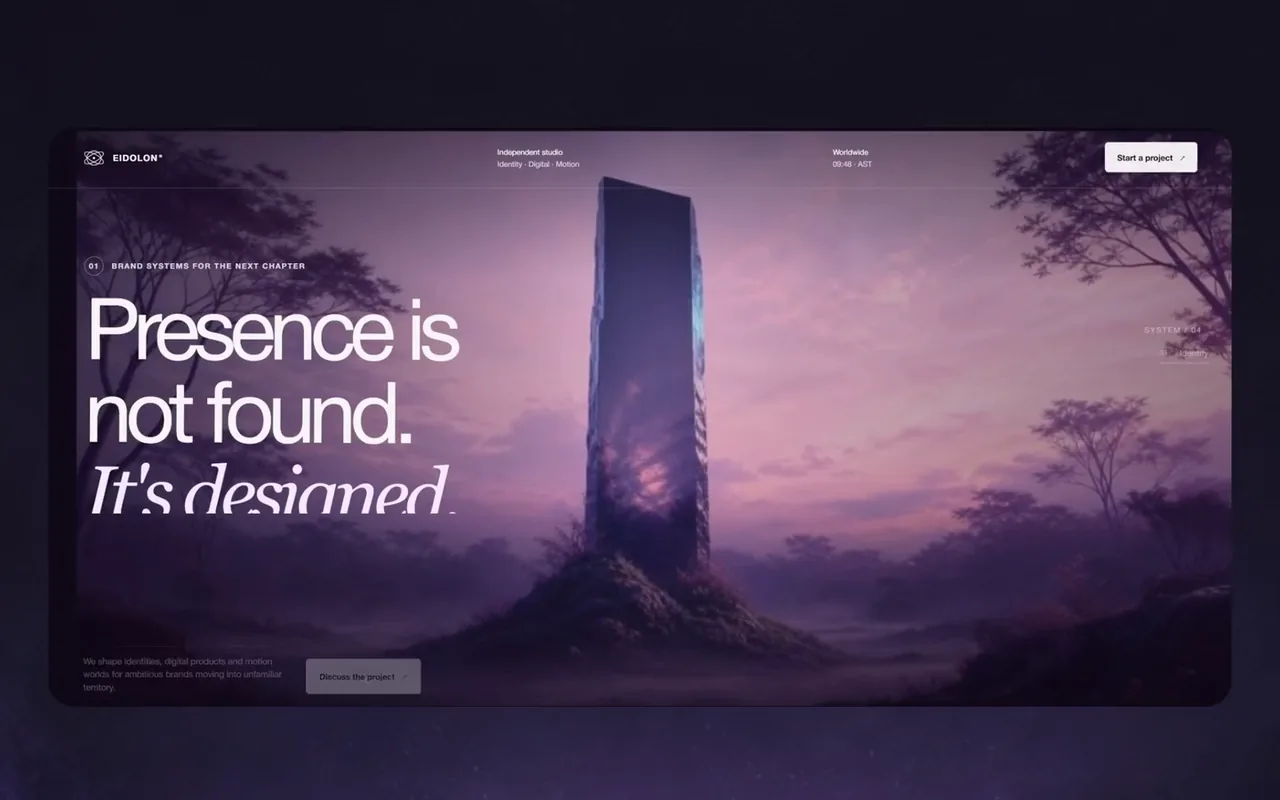 EIDOLON®
Independent studio
Identity · Digital · Motion
Worldwide
09:48 · AST
Start a project ↗
01 BRAND SYSTEMS FOR THE NEXT CHAPTER
Presence is
not found.
It's designed.
SYSTEM / 04
Identity
We shape identities, digital products and motion
worlds for ambitious brands moving into unfamiliar
territory.
Discuss the project ↗